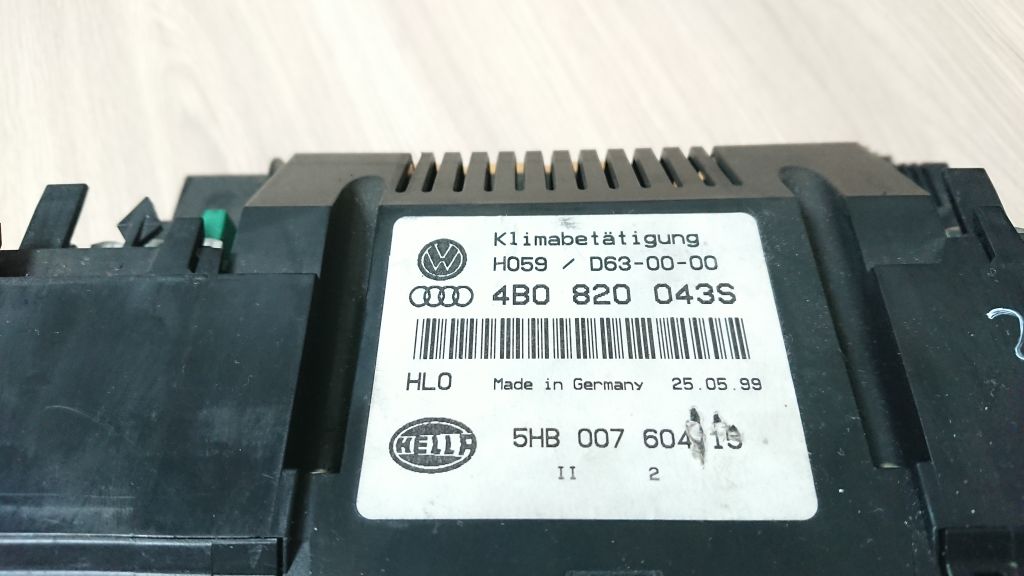 Klimabetätigung
H059 / D63-00-00
4B0 820 043S
HLO Made in Germany 25.05.99
HELLA 5HB 007 604
II 2